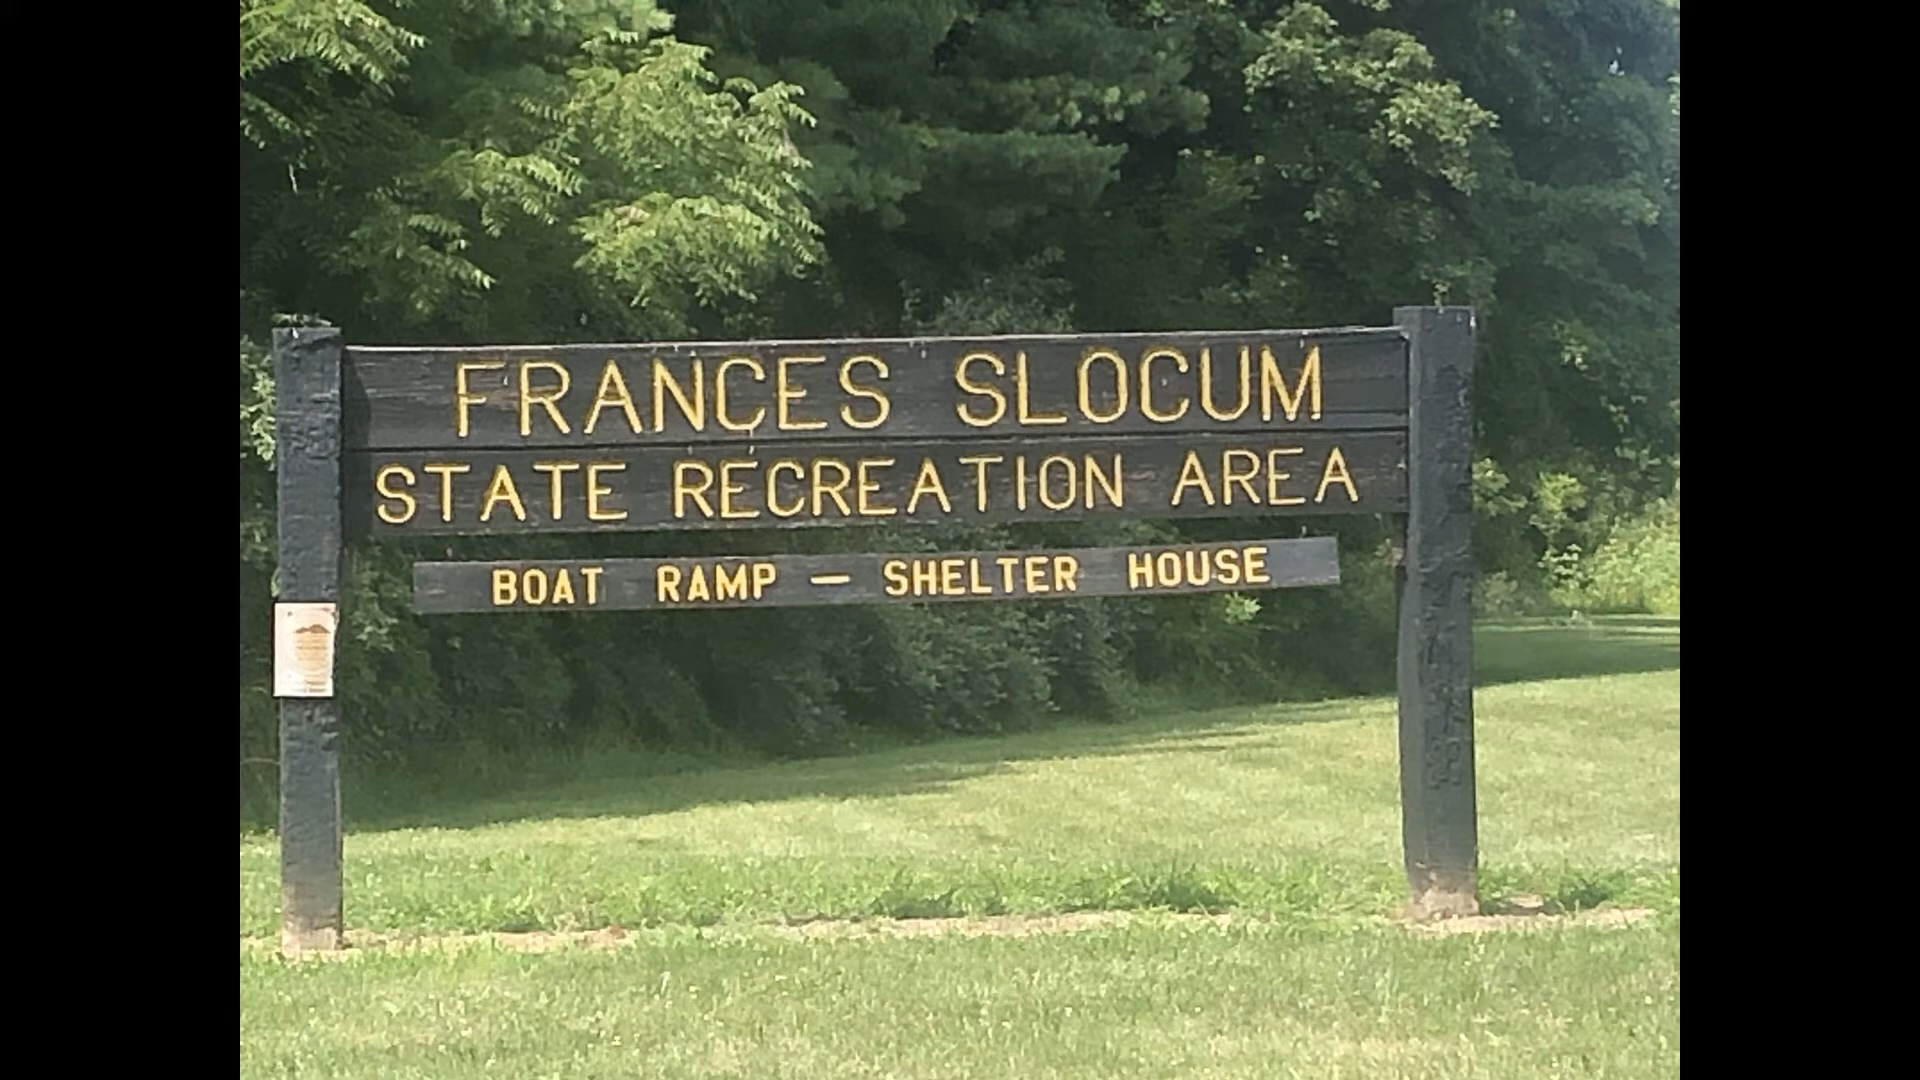 FRANCES SLOCUM
STATE RECREATION AREA
BOAT RAMP — SHELTER HOUSE